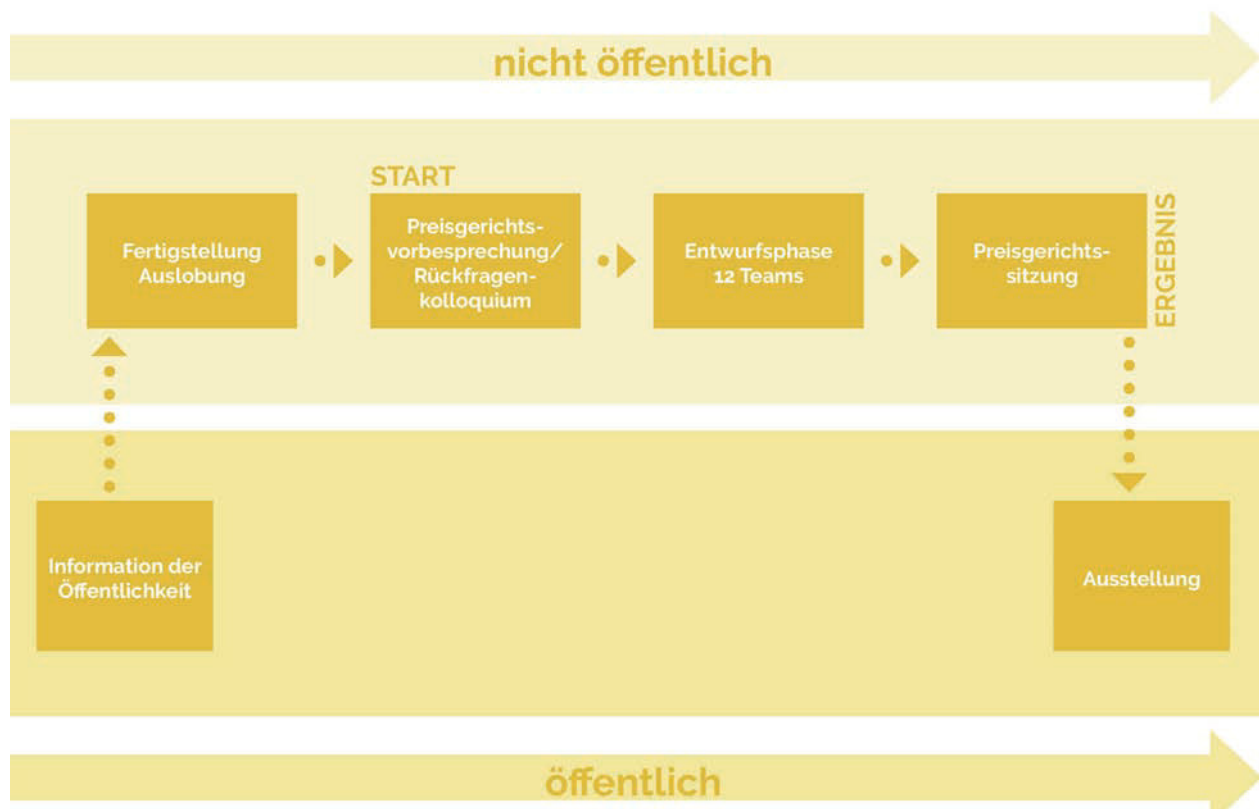 nicht öffentlich
START
Fertigstellung
Auslobung
Preisgerichts-
vorbesprechung/
Rückfragen-
kolloquium
Entwurfsphase
12 Teams
Preisgerichts-
sitzung
ERGEBNIS
Information der
Öffentlichkeit
Ausstellung
öffentlich